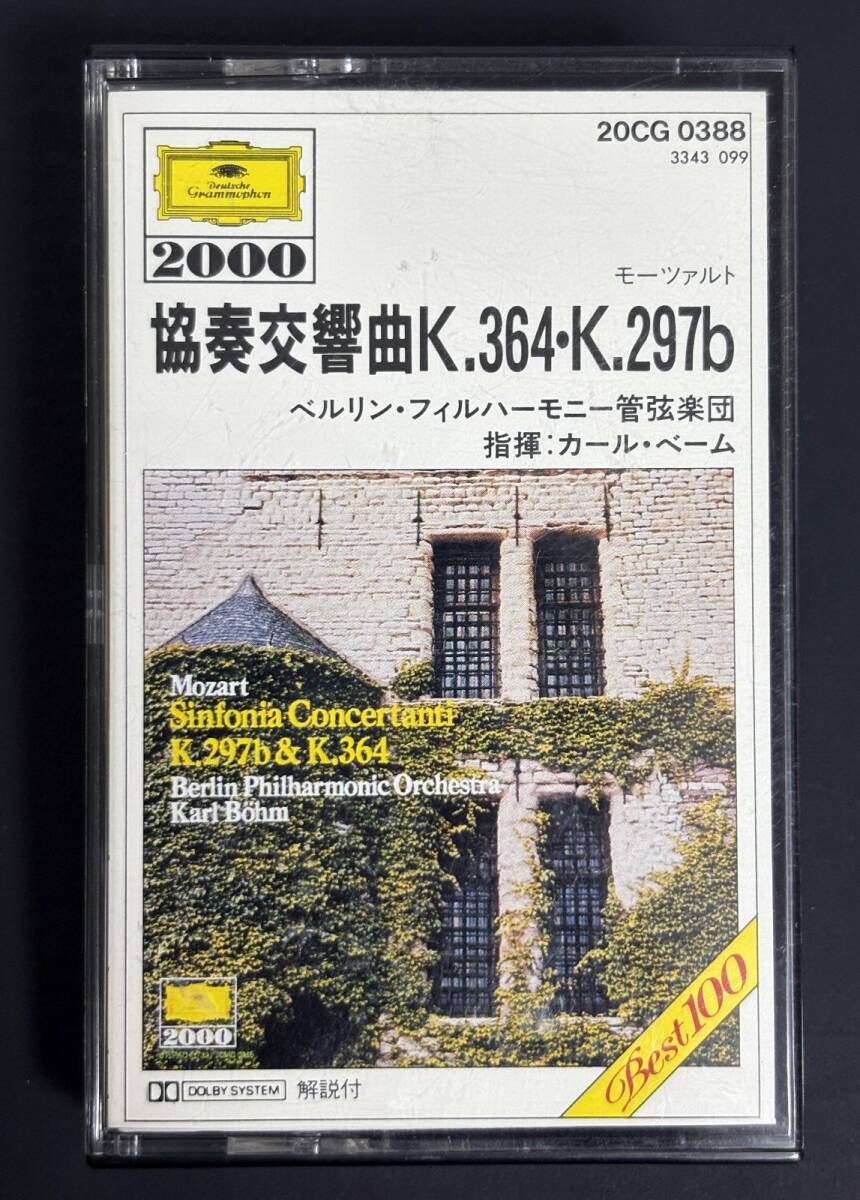 20CG 0388
3343 099
Deutsche
Grammophon
2000
モーツァルト
協奏交響曲K.364・K.297b
ベルリン・フィルハーモニー管弦楽団
指揮:カール・ベーム
Mozart
Sinfonia Concertanti
K.297b & K.364
Berlin Philharmonic Orchestra
Karl Böhm
2000
Best 100
DOLBY SYSTEM 解説付